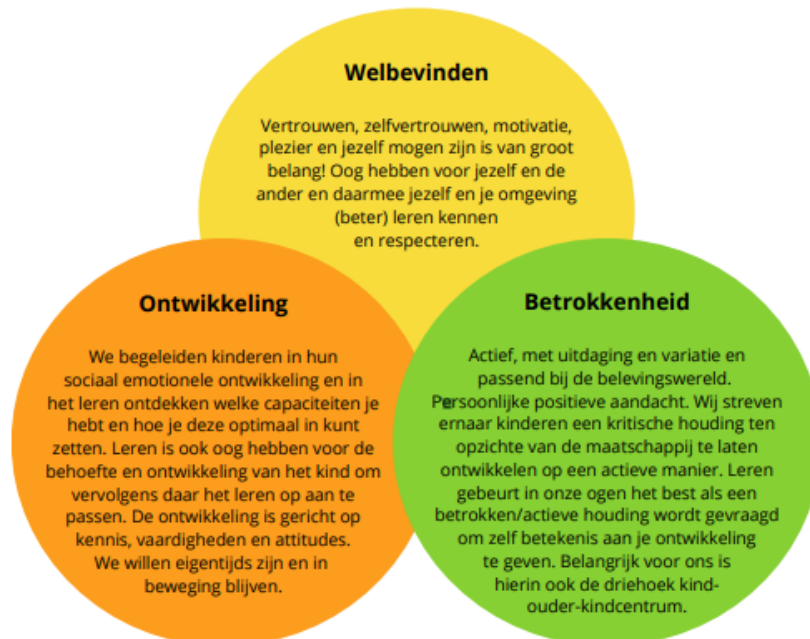 Welbevinden
Vertrouwen, zelfvertrouwen, motivatie,
plezier en jezelf mogen zijn is van groot
belang! Oog hebben voor jezelf en de
ander en daarmee jezelf en je omgeving
(beter) leren kennen
en respecteren.
Ontwikkeling
We begeleiden kinderen in hun
sociaal emotionele ontwikkeling en in
het leren ontdekken welke capaciteiten je
hebt en hoe je deze optimaal in kunt
zetten. Leren is ook oog hebben voor de
behoefte en ontwikkeling van het kind om
vervolgens daar het leren op aan te
passen. De ontwikkeling is gericht op
kennis, vaardigheden en attitudes.
We willen eigentijds zijn en in
beweging blijven.
Betrokkenheid
Actief, met uitdaging en variatie en
passend bij de belevingswereld.
Persoonlijke positieve aandacht. Wij streven
ernaar kinderen een kritische houding ten
opzichte van de maatschappij te laten
ontwikkelen op een actieve manier. Leren
gebeurt in onze ogen het best als een
betrokken/actieve houding wordt gevraagd
om zelf betekenis aan je ontwikkeling
te geven. Belangrijk voor ons is
hierin ook de driehoek kind-
ouder-kindcentrum.